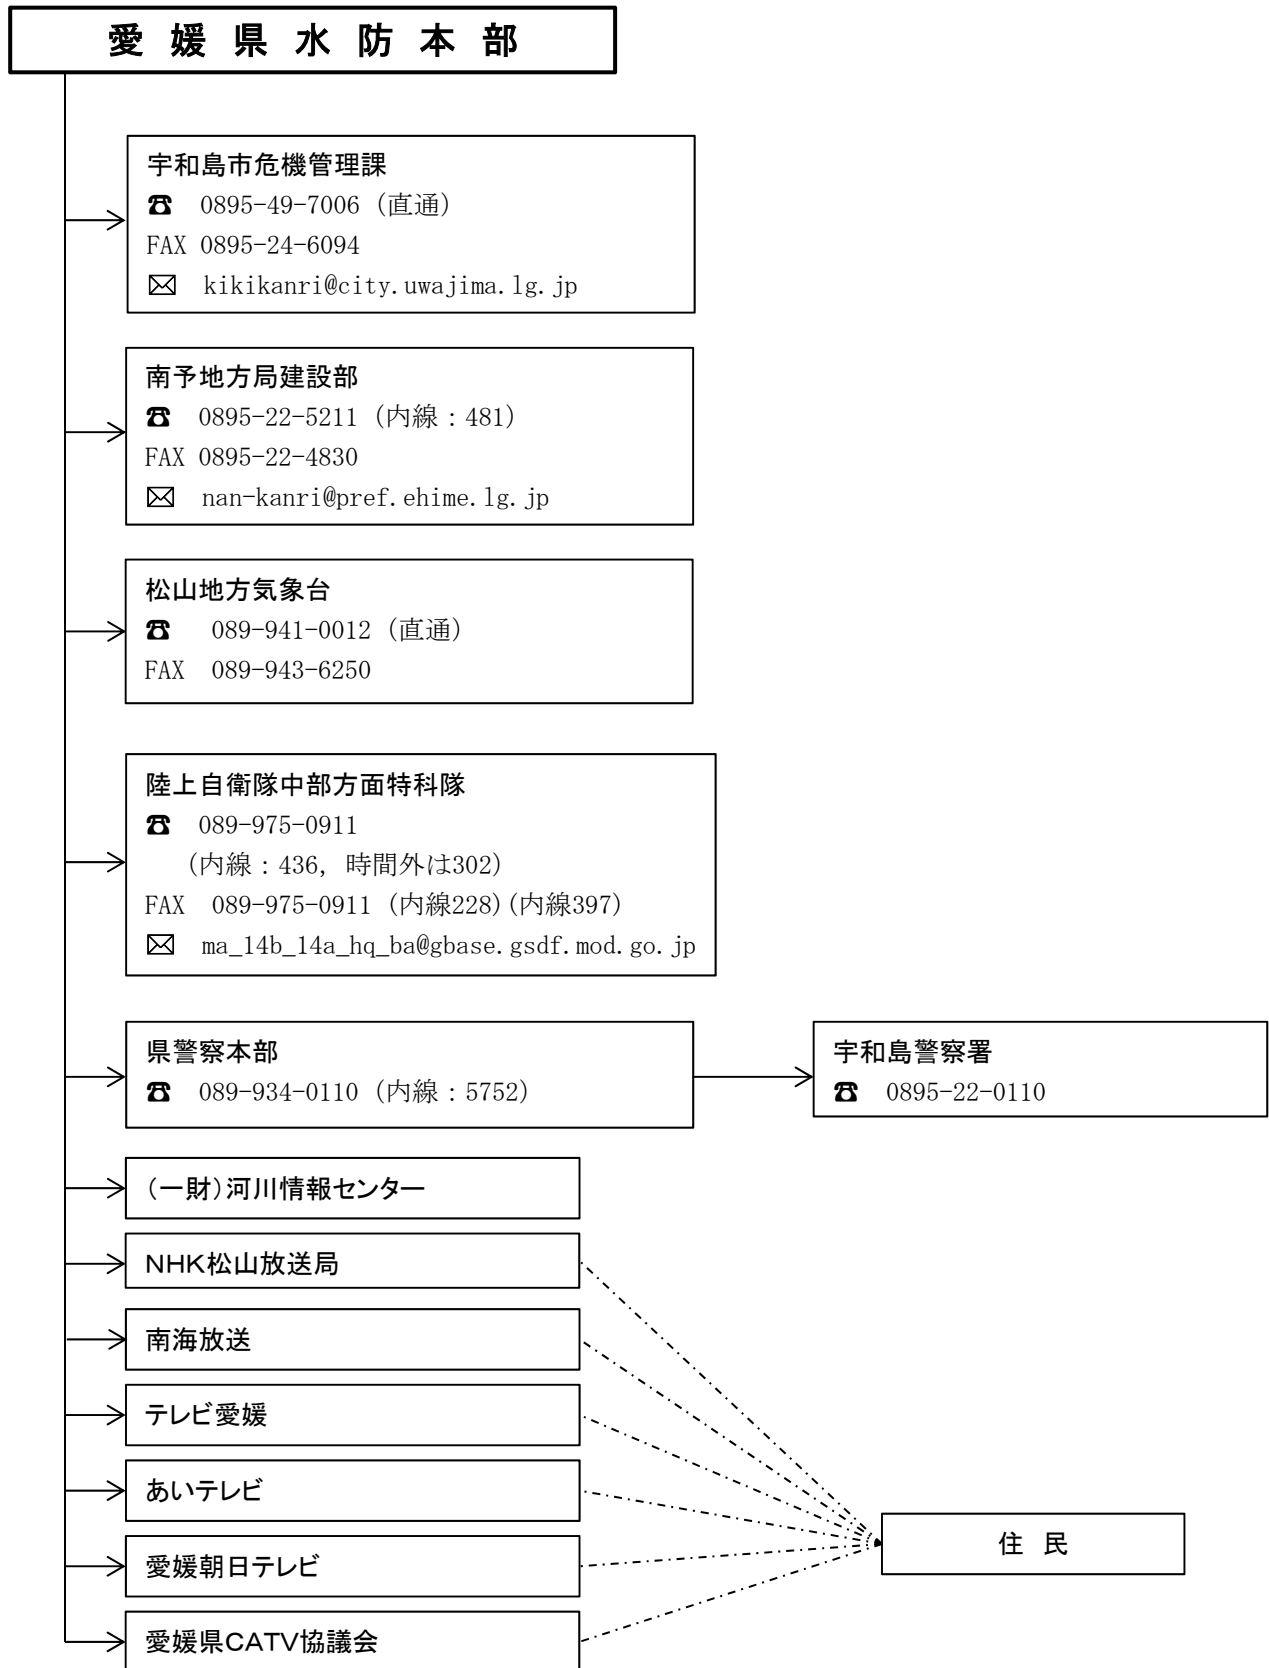 愛媛県水防本部
宇和島市危機管理課
☎ 0895-49-7006（直通）
FAX 0895-24-6094
✉ kikikanri@city.uwajima.lg.jp
南予地方局建設部
☎ 0895-22-5211（内線：481）
FAX 0895-22-4830
✉ nan-kanri@pref.ehime.lg.jp
松山地方気象台
☎ 089-941-0012（直通）
FAX 089-943-6250
陸上自衛隊中部方面特科隊
☎ 089-975-0911
（内線：436, 時間外は302）
FAX 089-975-0911（内線228）(内線397）
✉ ma_14b_14a_hq_ba@gbase.gsdf.mod.go.jp
県警察本部
☎ 089-934-0110（内線：5752）
宇和島警察署
☎ 0895-22-0110
（一財）河川情報センター
NHK松山放送局
南海放送
テレビ愛媛
あいテレビ
愛媛朝日テレビ
愛媛県CATV協議会
住 民